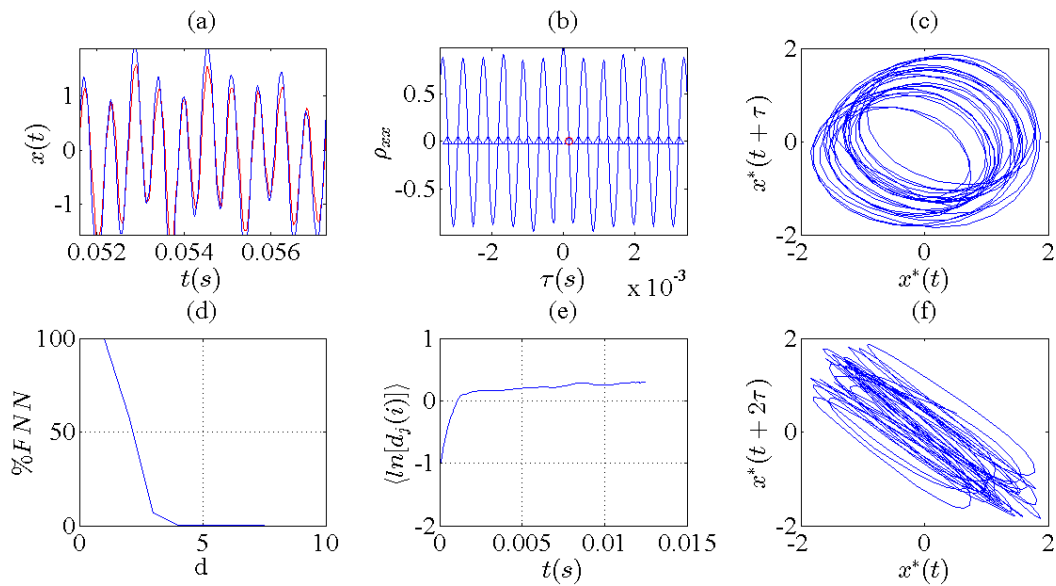 (a)
x(t)
1
0
-1
0.052 0.054 0.056
t(s)
(b)
ρxx
0.5
0
-0.5
-2 0 2
τ(s)
x 10-3
(c)
x*(t + τ)
2
0
-2
-2 0 2
x*(t)
(d)
%FNN
100
50
0
0 5 10
d
(e)
⟨ln[dj(i)]⟩
1
0
-1
-2
0 0.005 0.01 0.015
t(s)
(f)
x*(t + 2τ)
2
0
-2
-2 0 2
x*(t)